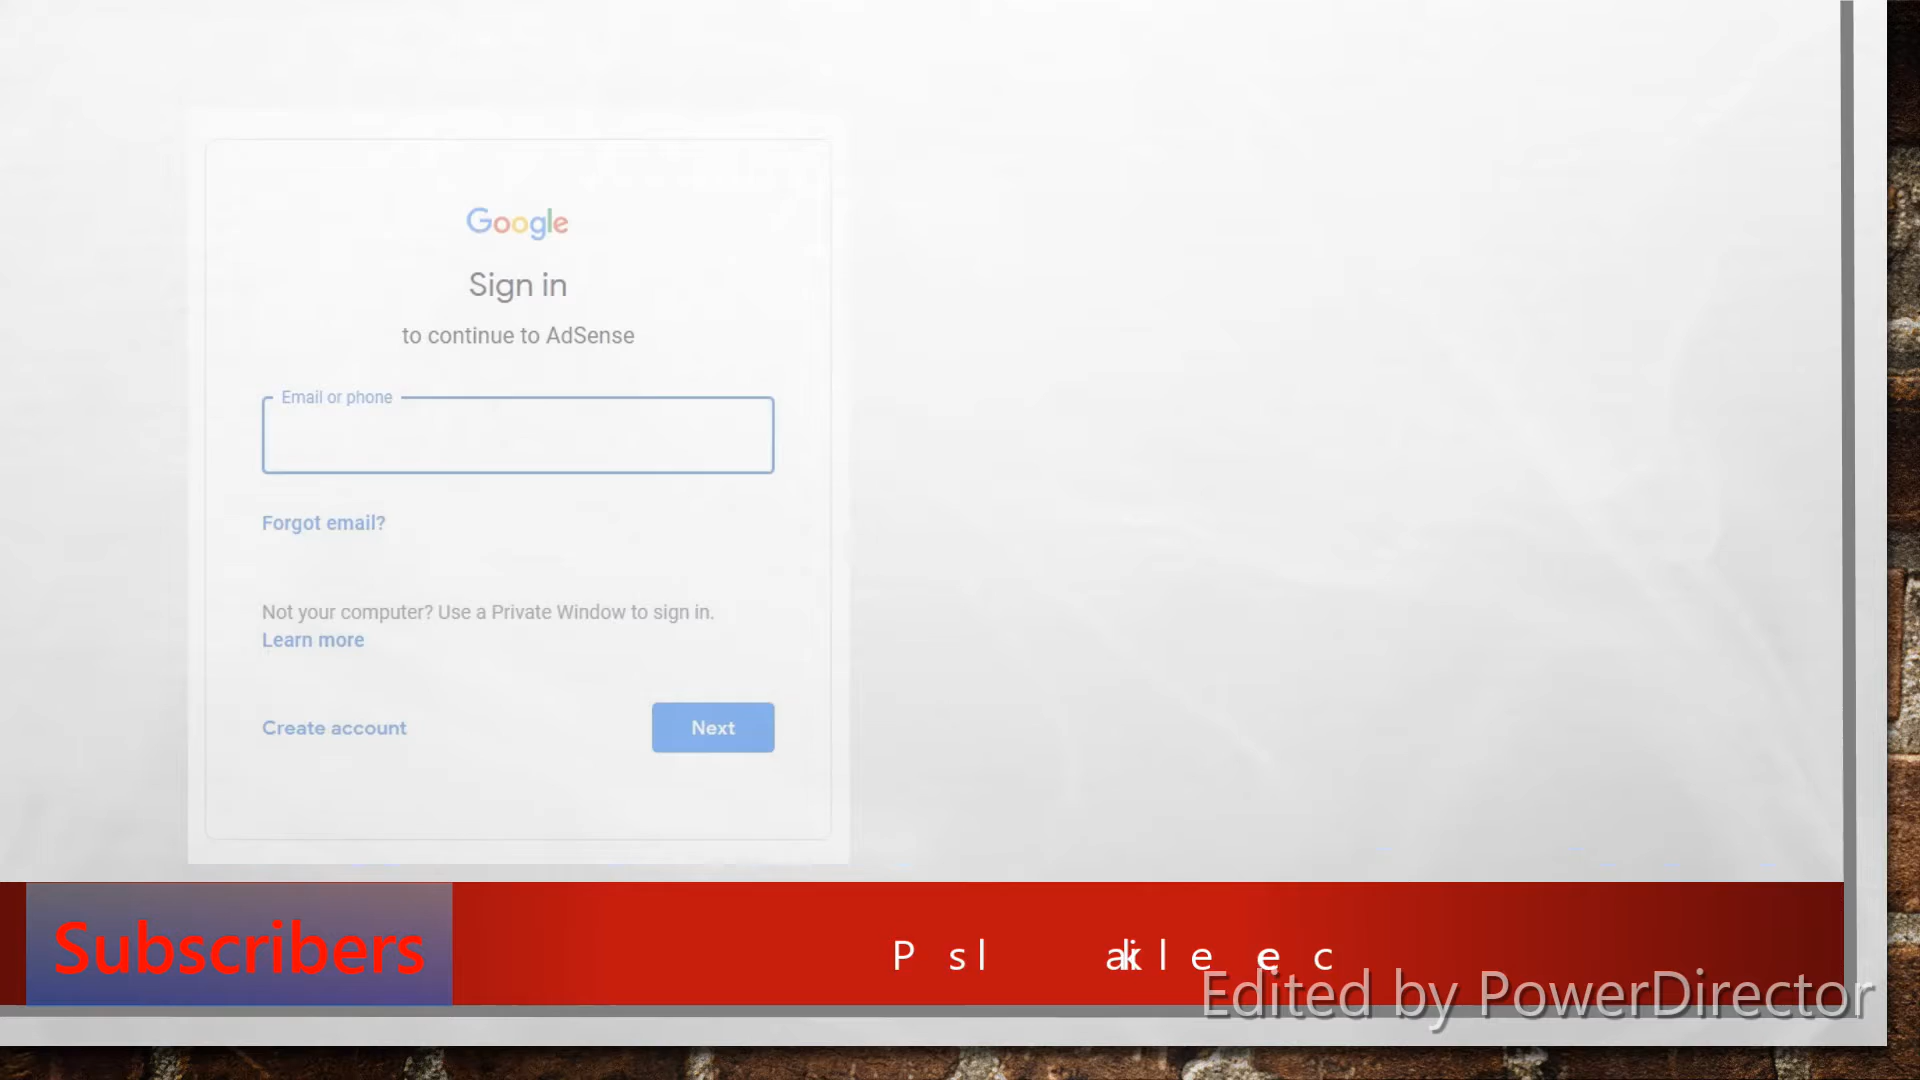 Google
Sign in
to continue to AdSense
Email or phone
Forgot email?
Not your computer? Use a Private Window to sign in.
Learn more
Create account
Next
Subscribers
Edited by PowerDirector